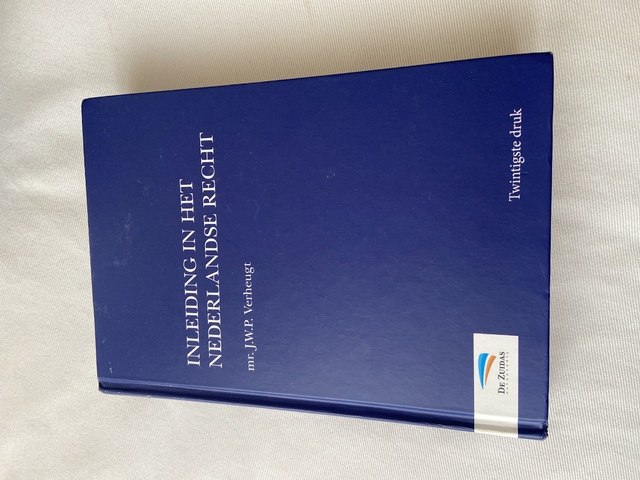 INLEIDING IN HET
NEDERLANDSE RECHT
mr. J.W.P. Verheugt
Twintigste druk
DE ZUIDAS